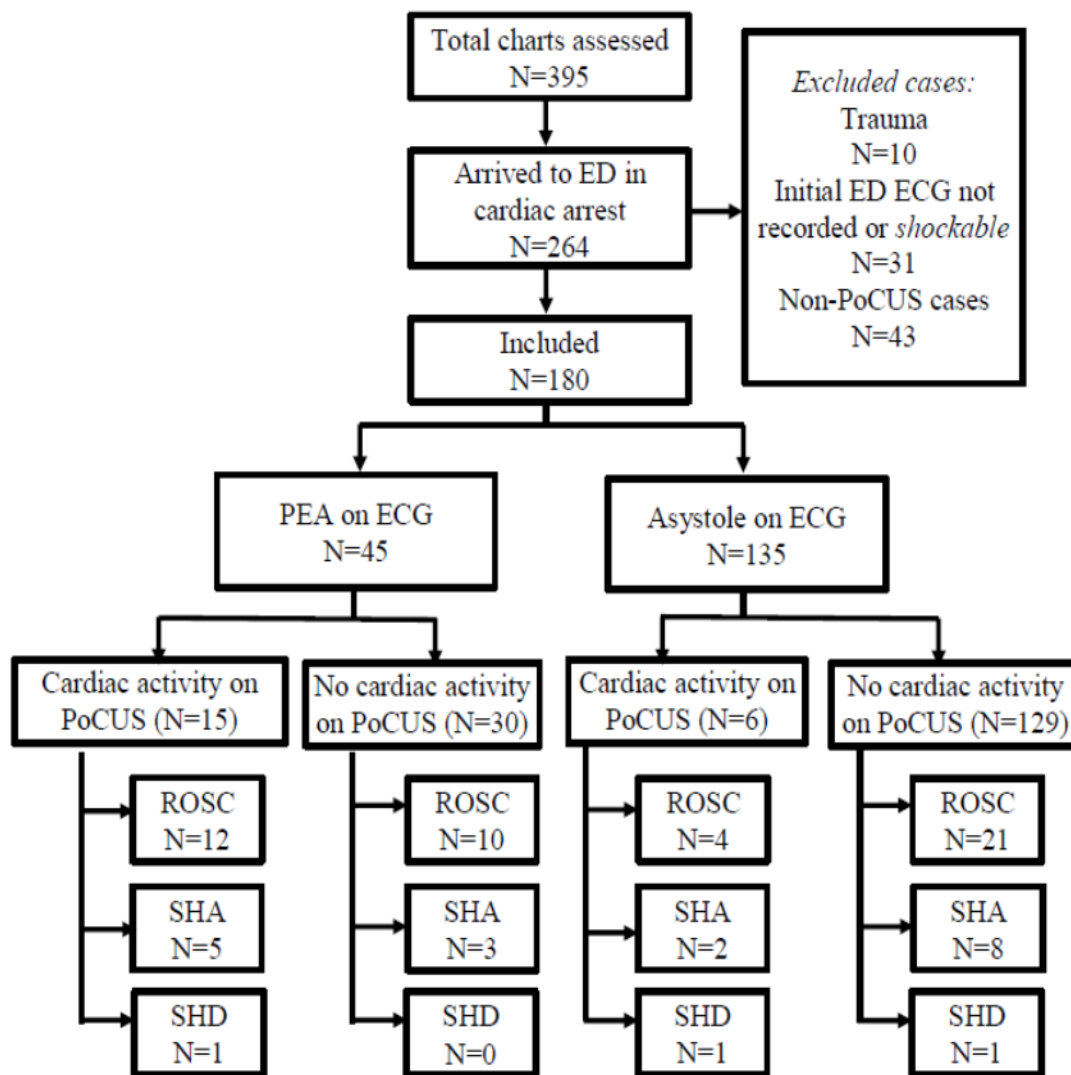 Total charts assessed
N=395
Excluded cases:
Trauma
N=10
Initial ED ECG not
recorded or shockable
N=31
Non-PoCUS cases
N=43
Arrived to ED in
cardiac arrest
N=264
Included
N=180
PEA on ECG
N=45
Asystole on ECG
N=135
Cardiac activity on
PoCUS (N=15)
No cardiac activity
on PoCUS (N=30)
Cardiac activity on
PoCUS (N=6)
No cardiac activity
on PoCUS (N=129)
ROSC
N=12
ROSC
N=10
ROSC
N=4
ROSC
N=21
SHA
N=5
SHA
N=3
SHA
N=2
SHA
N=8
SHD
N=1
SHD
N=0
SHD
N=1
SHD
N=1